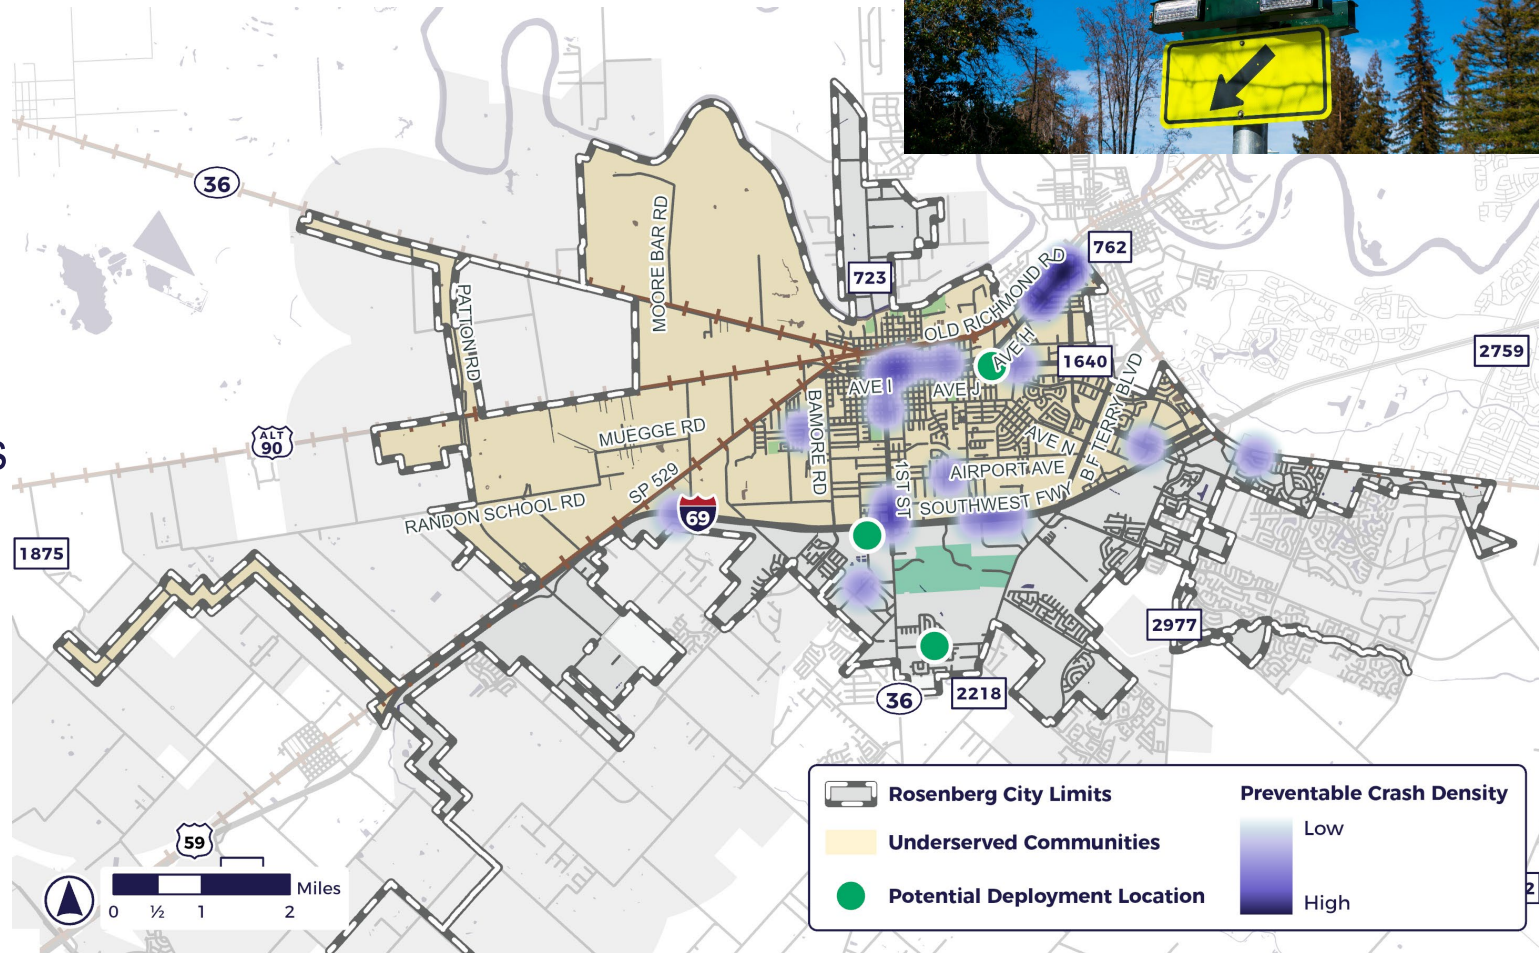 36
762
723
MOORE BAR RD
OLD RICHMOND RD
PATTON RD
AVE H
1640
2759
B F TERRY BLVD
AVE I
AVE J
BAMORE RD
MUEGGE RD
AVE N
ALT
90
S
AIRPORT AVE
1ST ST
SP 529
SOUTHWEST FWY
RANDON SCHOOL RD
69
1875
2977
36
2218
59
Miles
0 ½ 1 2
Rosenberg City Limits
Underserved Communities
Potential Deployment Location
Preventable Crash Density
Low
High
2